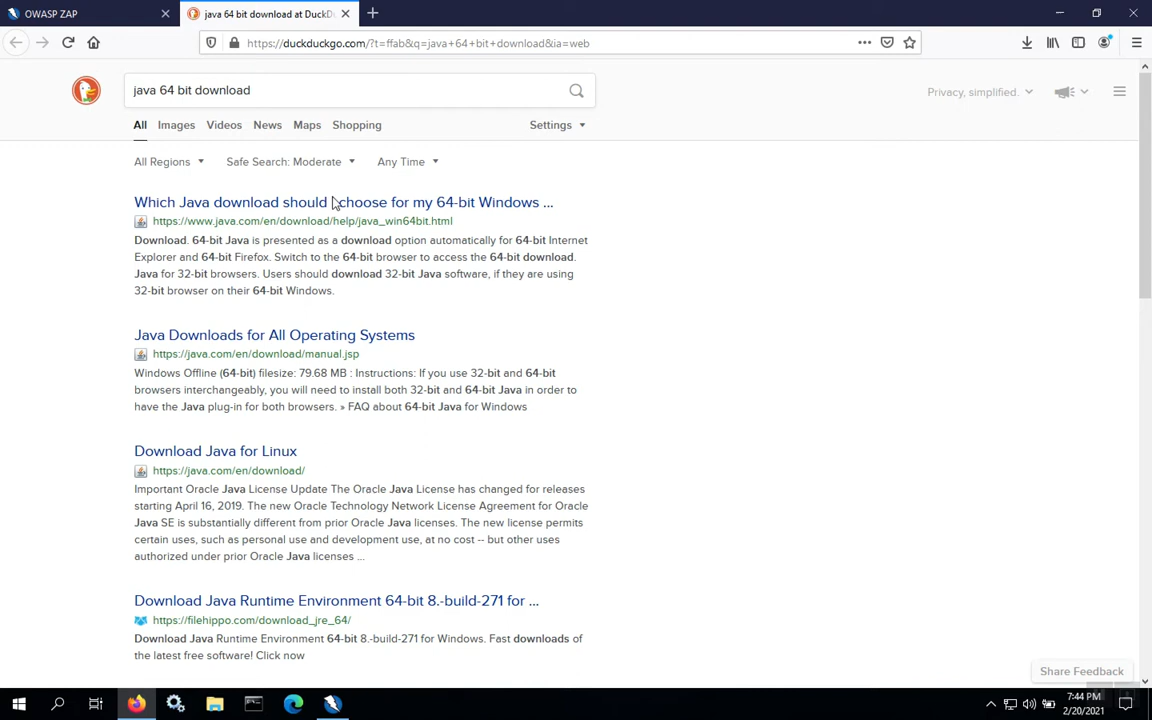 OWASP ZAP
java 64 bit download at DuckDu
https://duckduckgo.com/?t=ffab&q=java+64+bit+download&ia=web
java 64 bit download
Privacy, simplified.
All Images Videos News Maps Shopping Settings
All Regions Safe Search: Moderate Any Time
Which Java download should I choose for my 64-bit Windows ...
https://www.java.com/en/download/help/java_win64bit.html
Download. 64-bit Java is presented as a download option automatically for 64-bit Internet
Explorer and 64-bit Firefox. Switch to the 64-bit browser to access the 64-bit download.
Java for 32-bit browsers. Users should download 32-bit Java software, if they are using
32-bit browser on their 64-bit Windows.
Java Downloads for All Operating Systems
https://java.com/en/download/manual.jsp
Windows Offline (64-bit) filesize: 79.68 MB : Instructions: If you use 32-bit and 64-bit
browsers interchangeably, you will need to install both 32-bit and 64-bit Java in order to
have the Java plug-in for both browsers. » FAQ about 64-bit Java for Windows
Download Java for Linux
https://java.com/en/download/
Important Oracle Java License Update The Oracle Java License has changed for releases
starting April 16, 2019. The new Oracle Technology Network License Agreement for Oracle
Java SE is substantially different from prior Oracle Java licenses. The new license permits
certain uses, such as personal use and development use, at no cost -- but other uses
authorized under prior Oracle Java licenses ...
Download Java Runtime Environment 64-bit 8.-build-271 for ...
https://filehippo.com/download_jre_64/
Download Java Runtime Environment 64-bit 8.-build-271 for Windows. Fast downloads of
the latest free software! Click now
Share Feedback
7:44 PM
2/20/2021